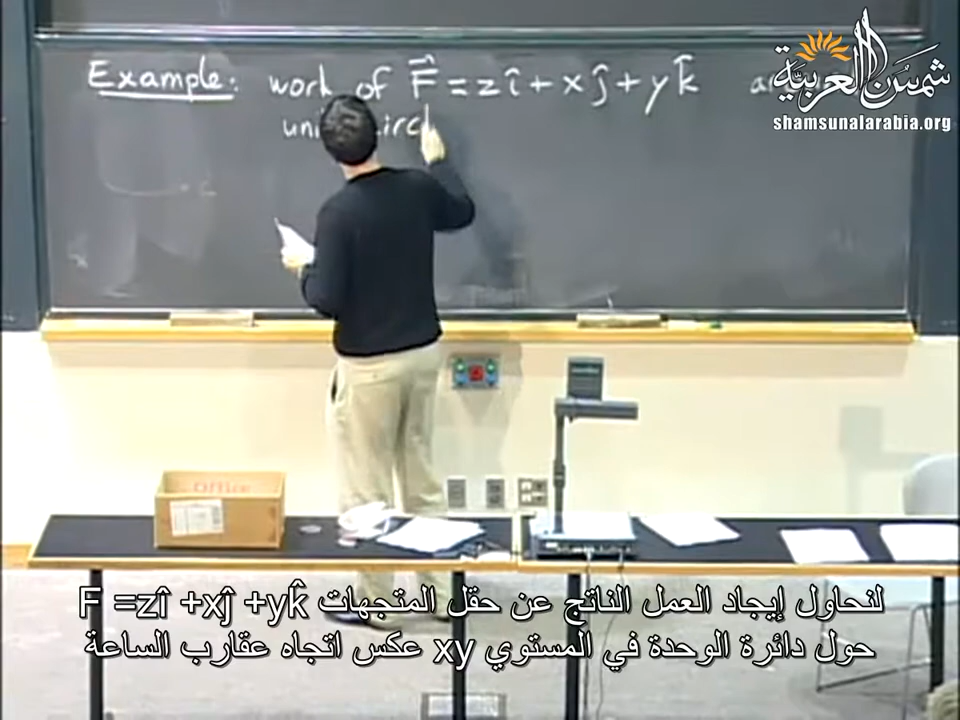 Example: work of F⃗ = z î + x ĵ + y k̂
شمس العربية
shamsunalarabia.org
Office
لنحاول إيجاد العمل الناتج عن حقل المتجهات F =zî +xĵ +yk̂
حول دائرة الوحدة في المستوي xy عكس اتجاه عقارب الساعة